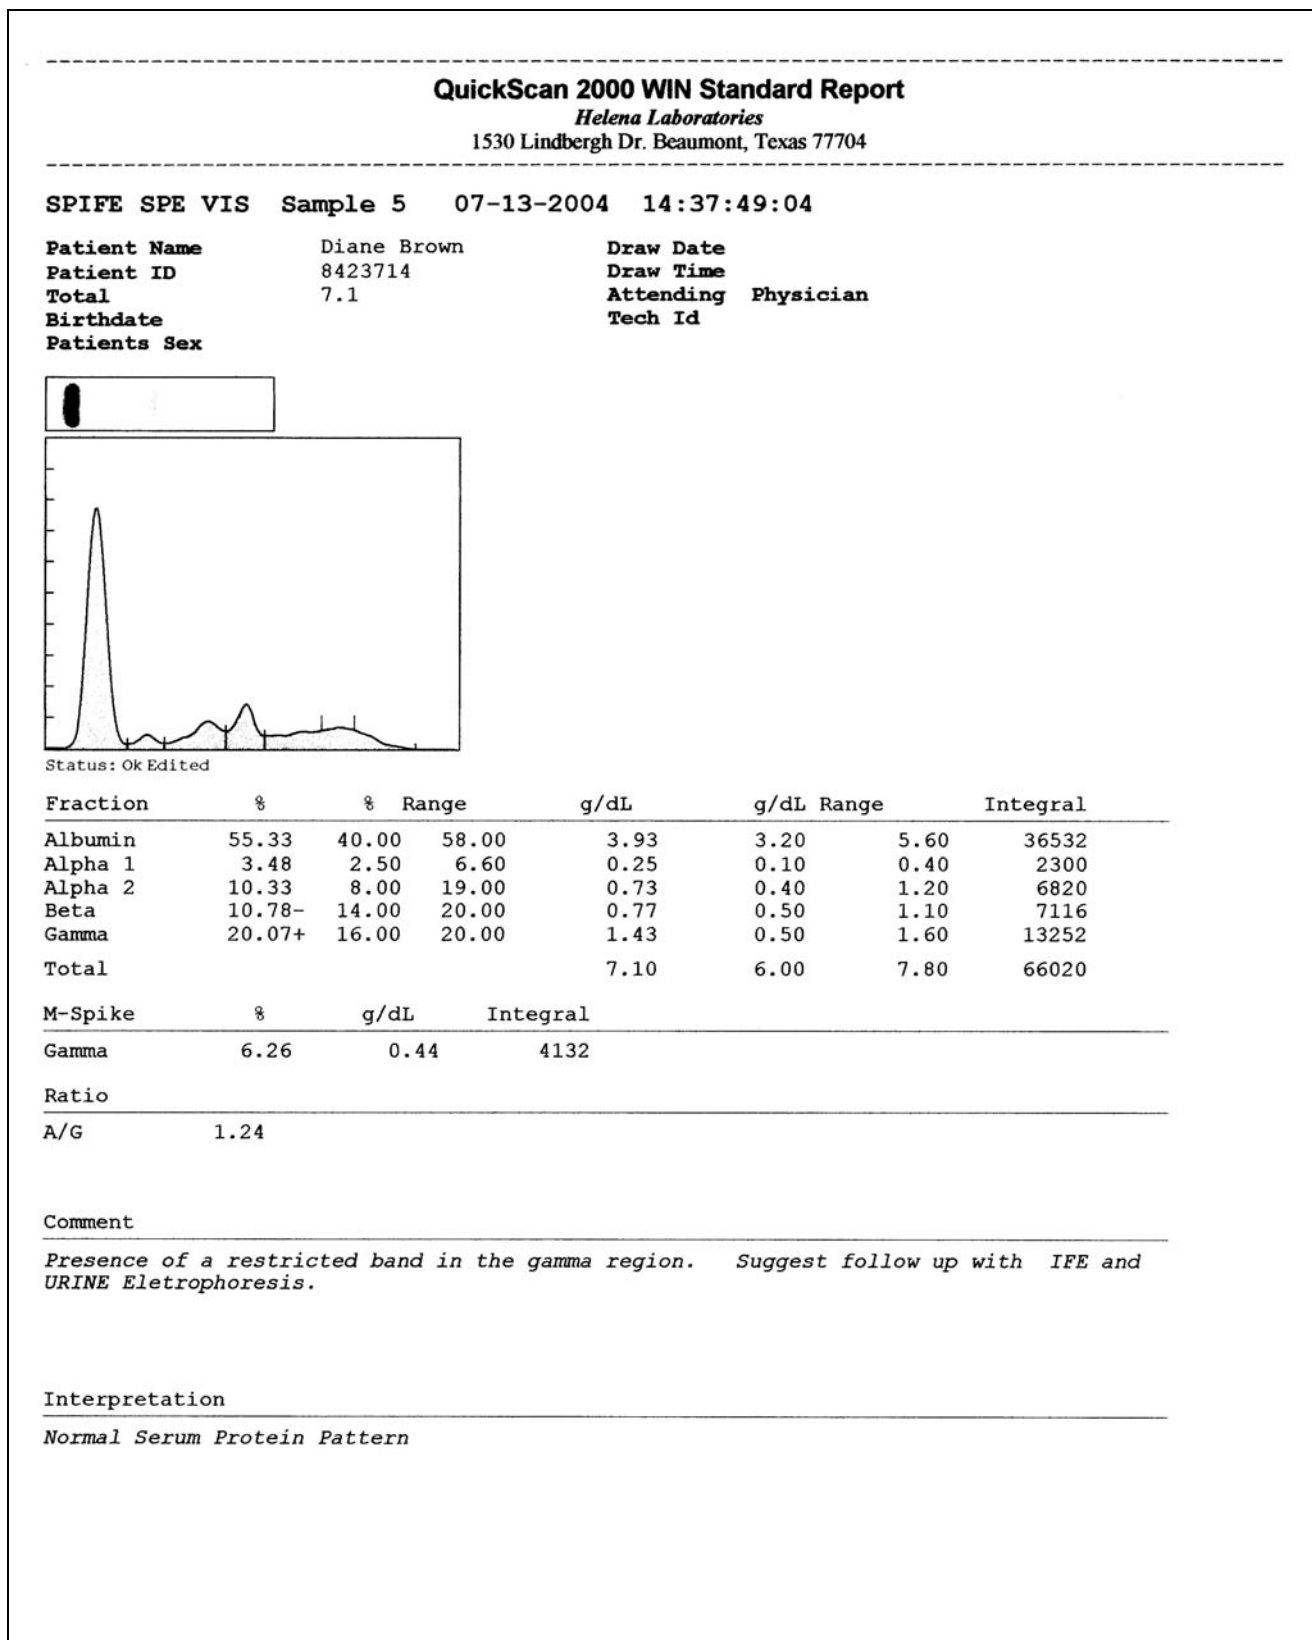 QuickScan 2000 WIN Standard Report
Helena Laboratories
1530 Lindbergh Dr. Beaumont, Texas 77704
SPIFE SPE VIS Sample 5 07-13-2004 14:37:49:04
Patient Name Diane Brown Draw Date
Patient ID 8423714 Draw Time
Total 7.1 Attending Physician
Birthdate Tech Id
Patients Sex
Status: Ok Edited
Fraction % % Range g/dL g/dL Range Integral
Albumin 55.33 40.00 58.00 3.93 3.20 5.60 36532
Alpha 1 3.48 2.50 6.60 0.25 0.10 0.40 2300
Alpha 2 10.33 8.00 19.00 0.73 0.40 1.20 6820
Beta 10.78- 14.00 20.00 0.77 0.50 1.10 7116
Gamma 20.07+ 16.00 20.00 1.43 0.50 1.60 13252
Total 7.10 6.00 7.80 66020
M-Spike % g/dL Integral
Gamma 6.26 0.44 4132
Ratio
A/G 1.24
Comment
Presence of a restricted band in the gamma region. Suggest follow up with IFE and
URINE Eletrophoresis.
Interpretation
Normal Serum Protein Pattern